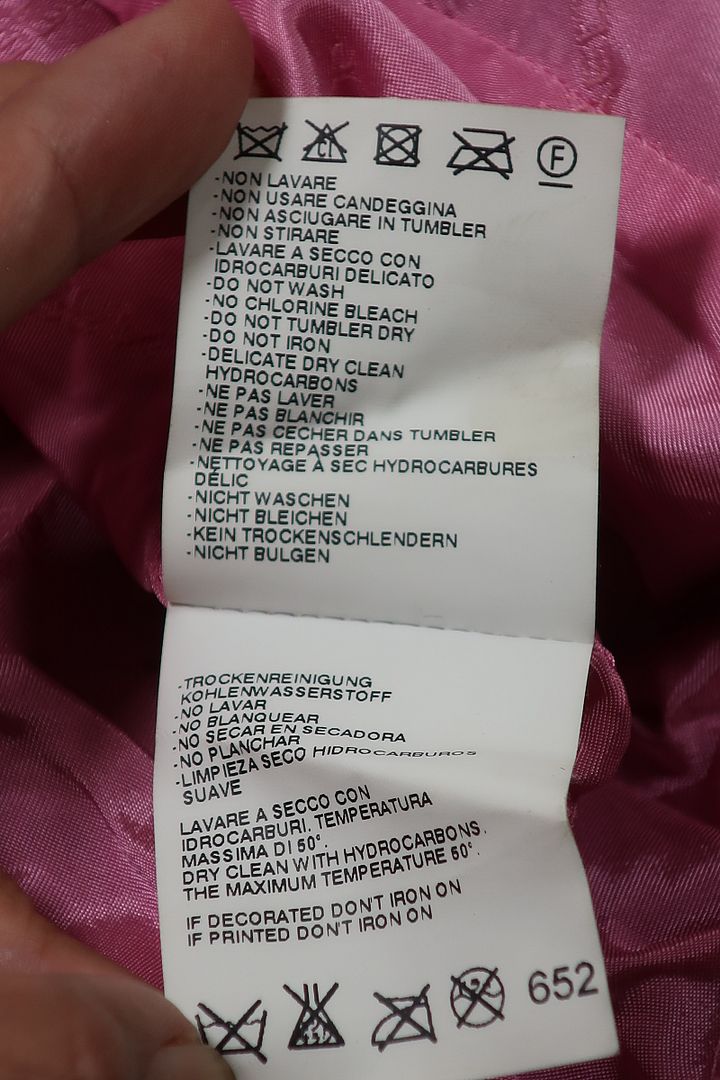 CL
F
-NON LAVARE
-NON USARE CANDEGGINA
-NON ASCIUGARE IN TUMBLER
-NON STIRARE
-LAVARE A SECCO CON
IDROCARBURI DELICATO
-DO NOT WASH
-NO CHLORINE BLEACH
-DO NOT TUMBLER DRY
-DO NOT IRON
-DELICATE DRY CLEAN
HYDROCARBONS
-NE PAS LAVER
-NE PAS BLANCHIR
-NE PAS CECHER DANS TUMBLER
-NE PAS REPASSER
-NETTOYAGE À SEC HYDROCARBURES
DÉLIC
-NICHT WASCHEN
-NICHT BLEICHEN
-KEIN TROCKENSCHLENDERN
-NICHT BULGEN
-TROCKENREINIGUNG
KOHLENWASSERSTOFF
-NO LAVAR
-NO BLANQUEAR
-NO SECAR EN SECADORA
-NO PLANCHAR
-LIMPIEZA SECO HIDROCARBUROS
SUAVE
LAVARE A SECCO CON
IDROCARBURI. TEMPERATURA
MASSIMA DI 60°.
DRY CLEAN WITH HYDROCARBONS.
THE MAXIMUM TEMPERATURE 60°.
IF DECORATED DON'T IRON ON
IF PRINTED DON'T IRON ON
652